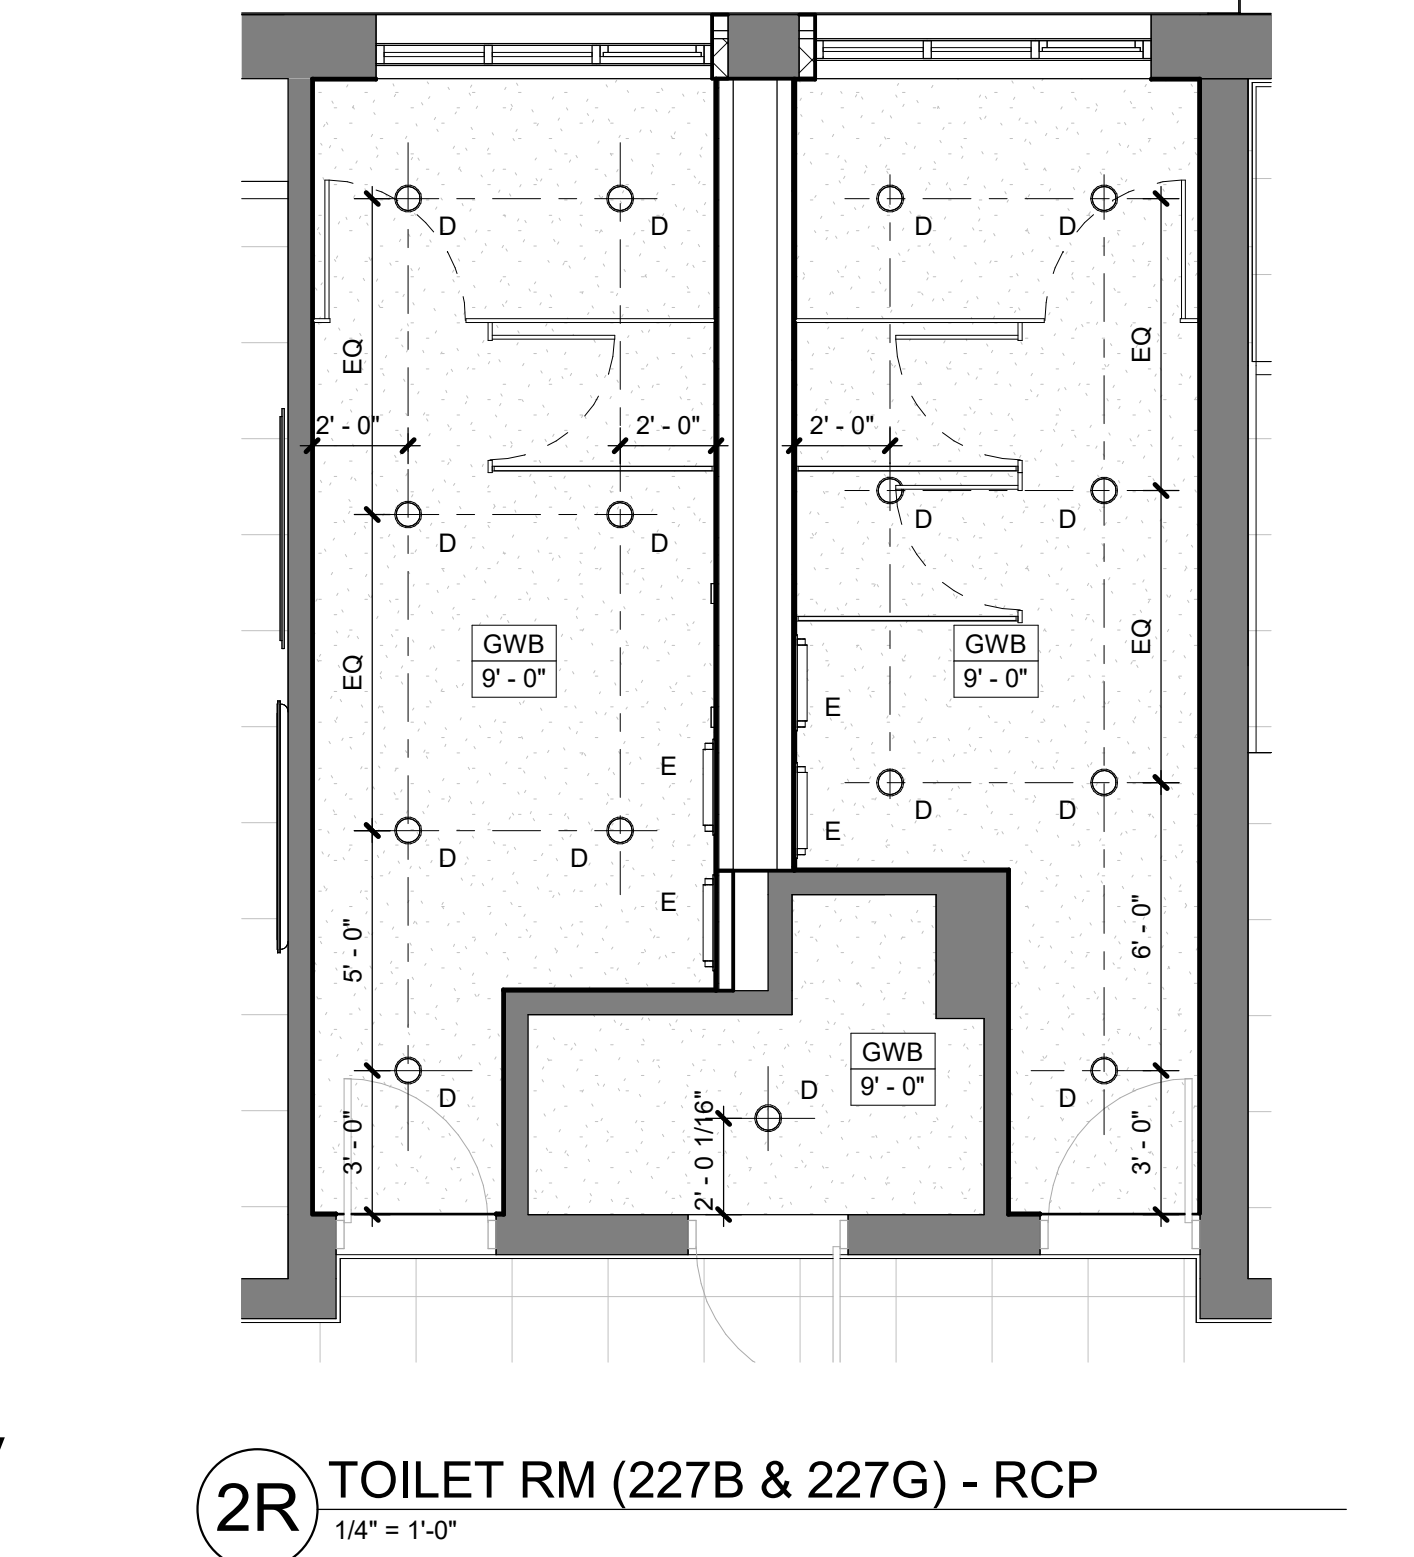 D
D
D
D
EQ
EQ
2' - 0"
2' - 0"
2' - 0"
D
D
D
D
GWB
9' - 0"
GWB
9' - 0"
EQ
EQ
E
E
D
D
E
D
D
E
5' - 0"
6' - 0"
GWB
9' - 0"
D
D
D
3' - 0"
2' - 0 1/16"
3' - 0"
2R
TOILET RM (227B & 227G) - RCP
1/4" = 1'-0"